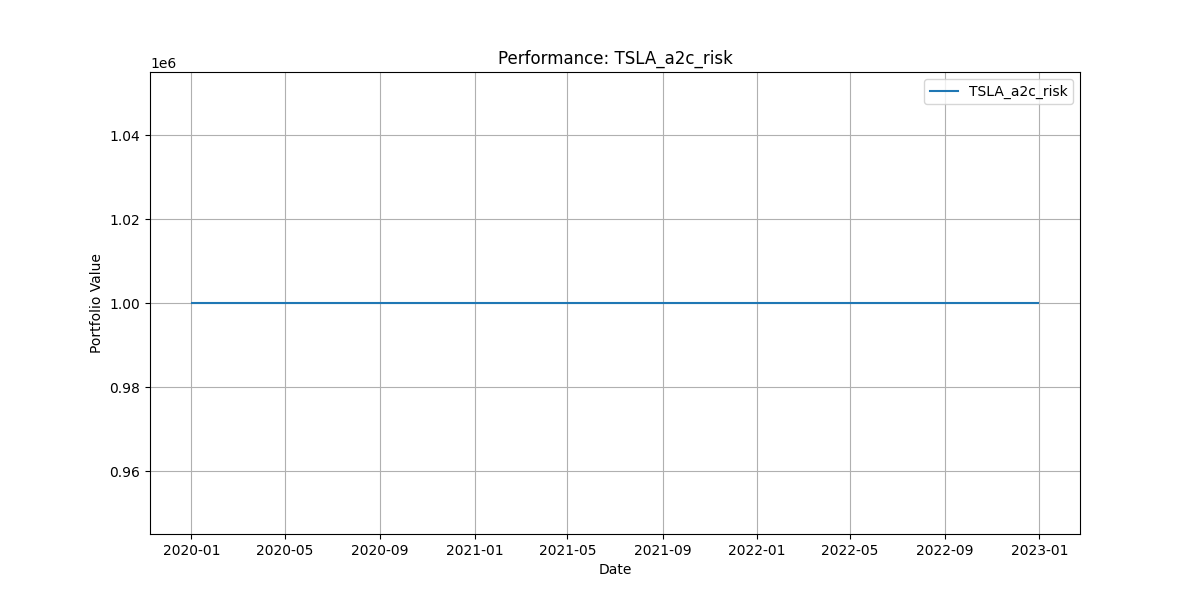 Performance: TSLA_a2c_risk
1e6
TSLA_a2c_risk
1.04
1.02
1.00
0.98
0.96
Portfolio Value
2020-01 2020-05 2020-09 2021-01 2021-05 2021-09 2022-01 2022-05 2022-09 2023-01
Date